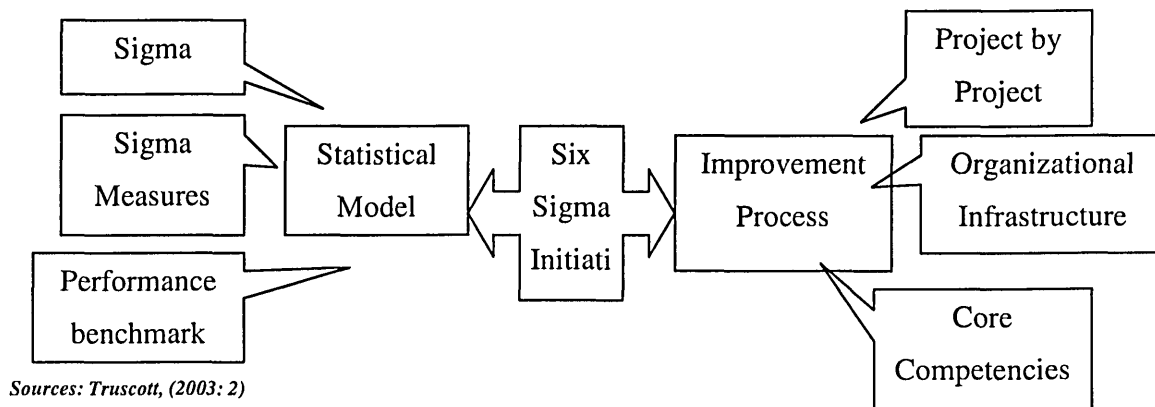 Sigma
Sigma
Measures
Performance
benchmark
Statistical
Model
Six
Sigma
Initiati
Improvement
Process
Project by
Project
Organizational
Infrastructure
Core
Competencies
Sources: Truscott, (2003: 2)